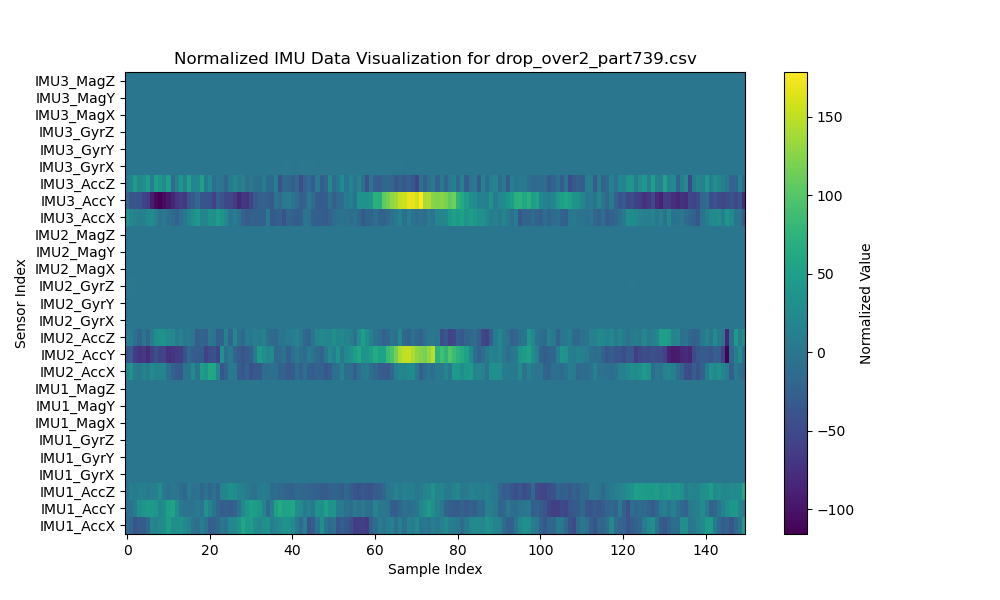 Normalized IMU Data Visualization for drop_over2_part739.csv
Sensor Index
IMU3_MagZ
IMU3_MagY
IMU3_MagX
IMU3_GyrZ
IMU3_GyrY
IMU3_GyrX
IMU3_AccZ
IMU3_AccY
IMU3_AccX
IMU2_MagZ
IMU2_MagY
IMU2_MagX
IMU2_GyrZ
IMU2_GyrY
IMU2_GyrX
IMU2_AccZ
IMU2_AccY
IMU2_AccX
IMU1_MagZ
IMU1_MagY
IMU1_MagX
IMU1_GyrZ
IMU1_GyrY
IMU1_GyrX
IMU1_AccZ
IMU1_AccY
IMU1_AccX
0 20 40 60 80 100 120 140
Sample Index
150
100
50
0
−50
−100
Normalized Value